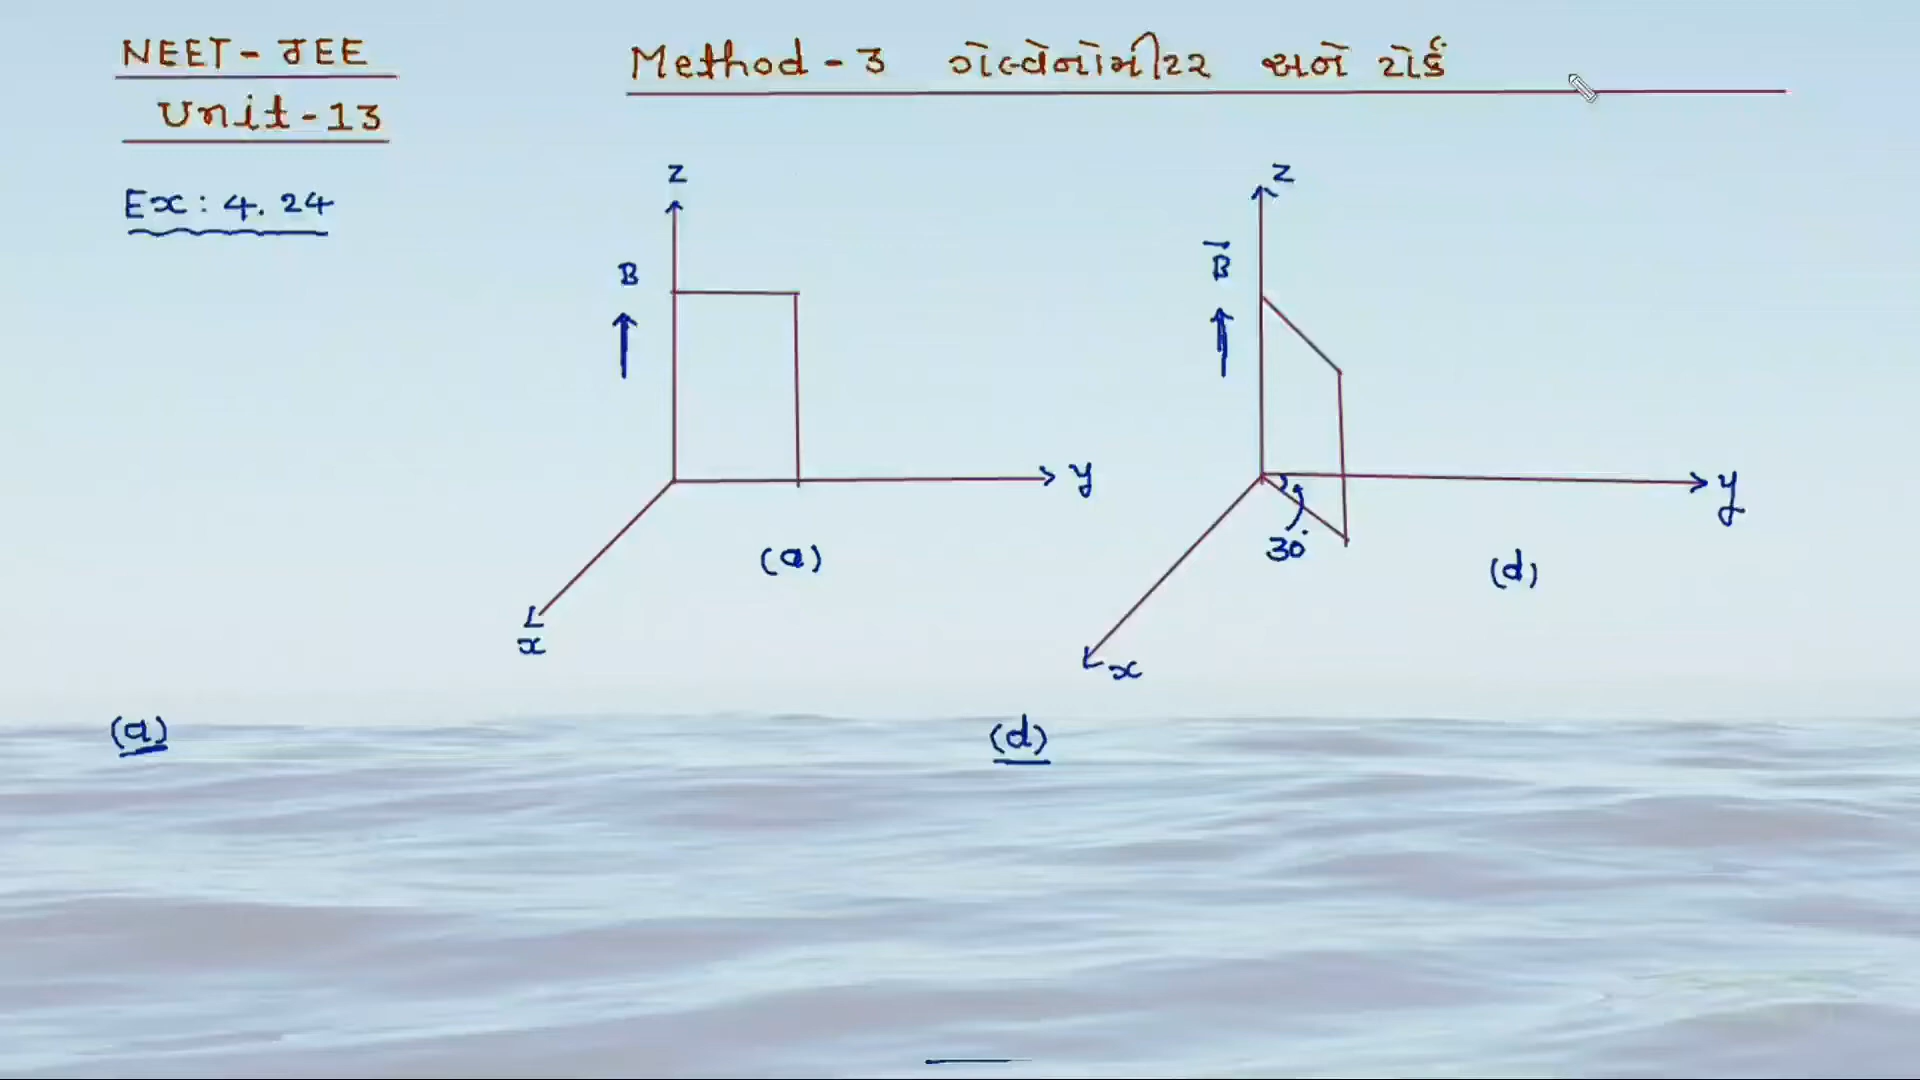 NEET - JEE
Unit - 13
Method - 3 ગેલ્વેનોમીટર અને ટોર્ક
Ex : 4. 24
z
B
y
x
(a)
z
B
y
30°
x
(d)
(a)
(d)